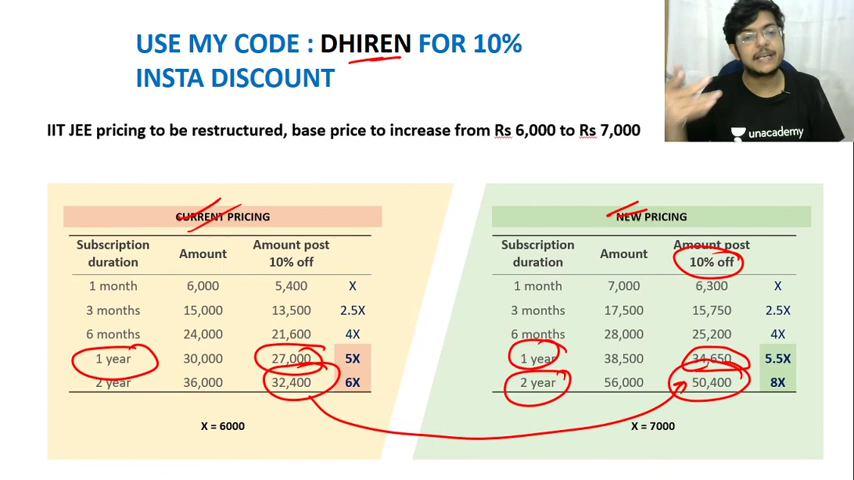 USE MY CODE : DHIREN FOR 10%
INSTA DISCOUNT
unacademy
IIT JEE pricing to be restructured, base price to increase from Rs 6,000 to Rs 7,000
CURRENT PRICING
Subscription duration Amount Amount post 10% off
1 month 6,000 5,400 X
3 months 15,000 13,500 2.5X
6 months 24,000 21,600 4X
1 year 30,000 27,000 5X
2 year 36,000 32,400 6X
X = 6000
NEW PRICING
Subscription duration Amount Amount post 10% off
1 month 7,000 6,300 X
3 months 17,500 15,750 2.5X
6 months 28,000 25,200 4X
1 year 38,500 34,650 5.5X
2 year 56,000 50,400 8X
X = 7000